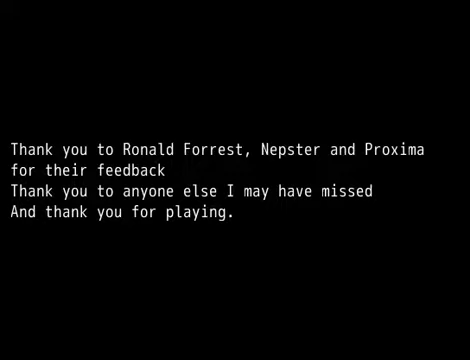 Thank you to Ronald Forrest, Nepster and Proxima
for their feedback
Thank you to anyone else I may have missed
And thank you for playing.